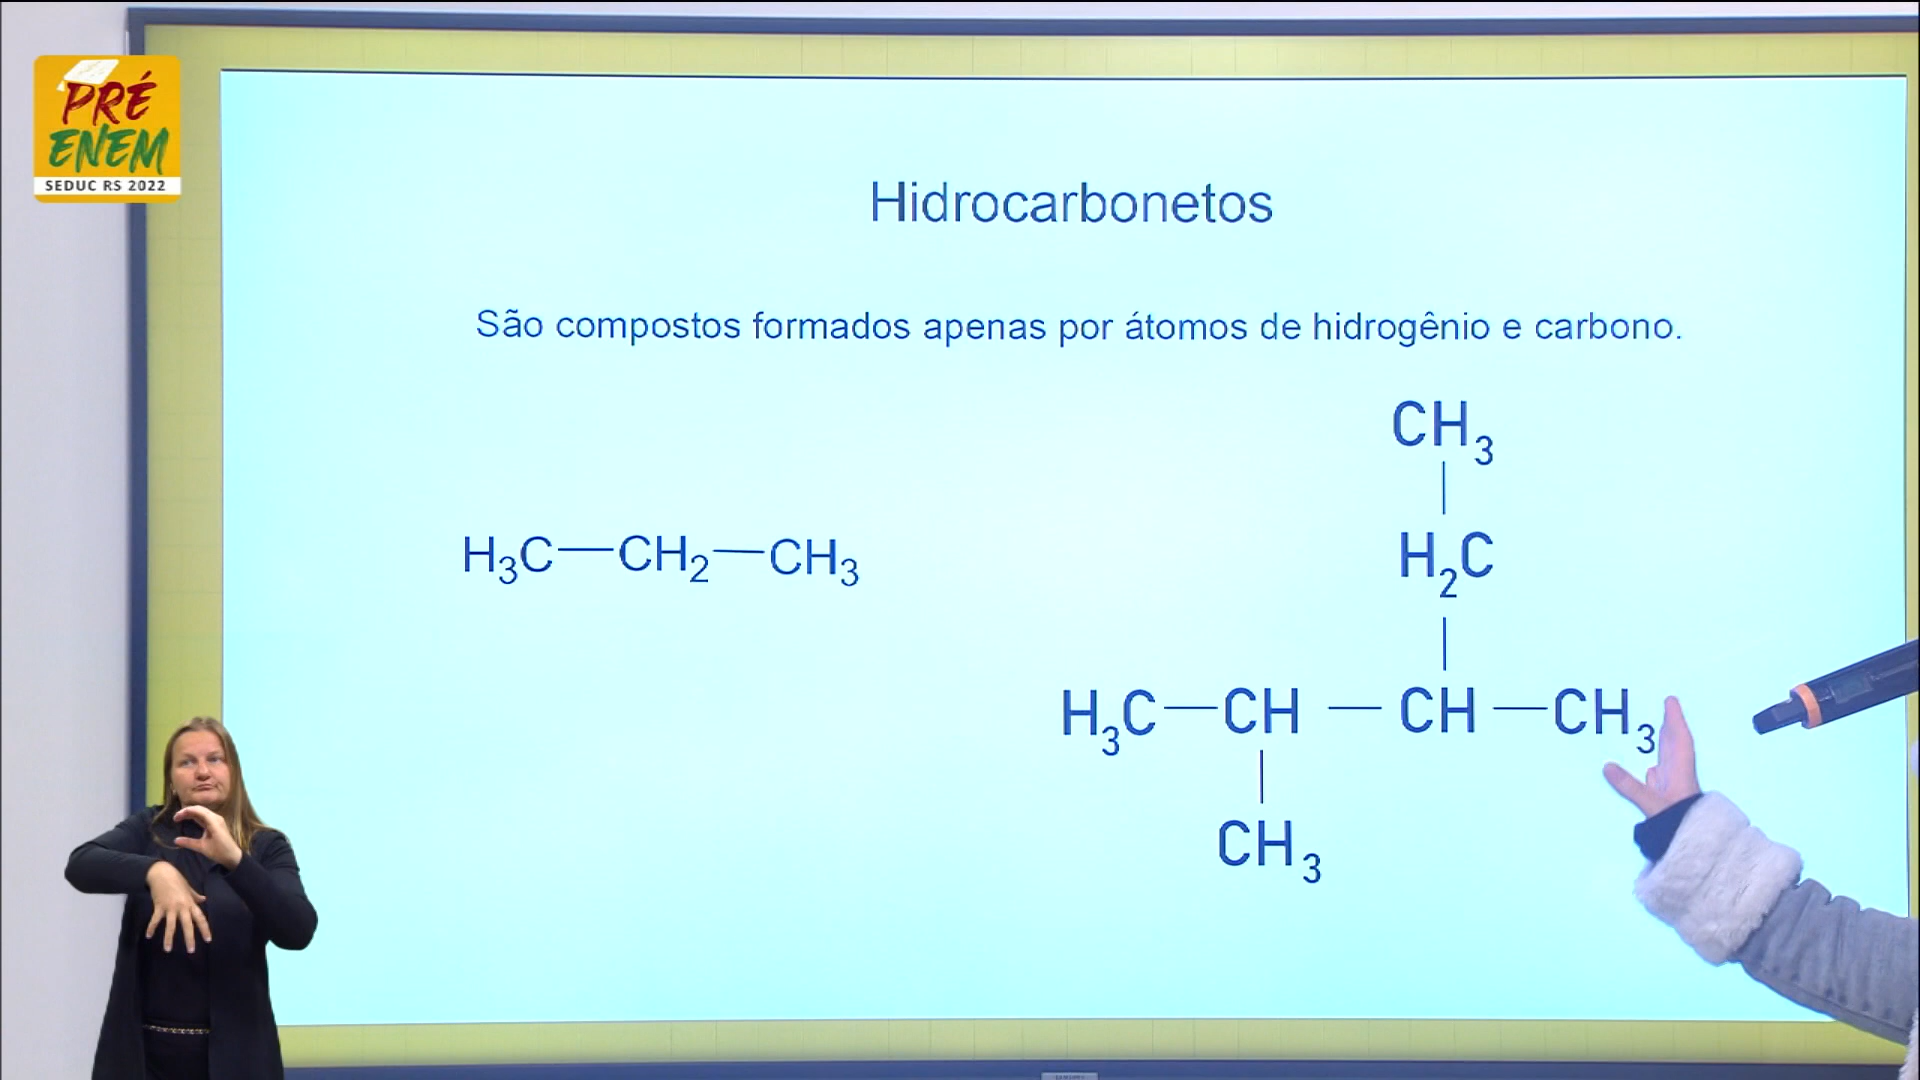 PRÉ
ENEM
SEDUC RS 2022
Hidrocarbonetos
São compostos formados apenas por átomos de hidrogênio e carbono.
CH3
H3C—CH2—CH3
H2C
H3C—CH—CH—CH3
CH3